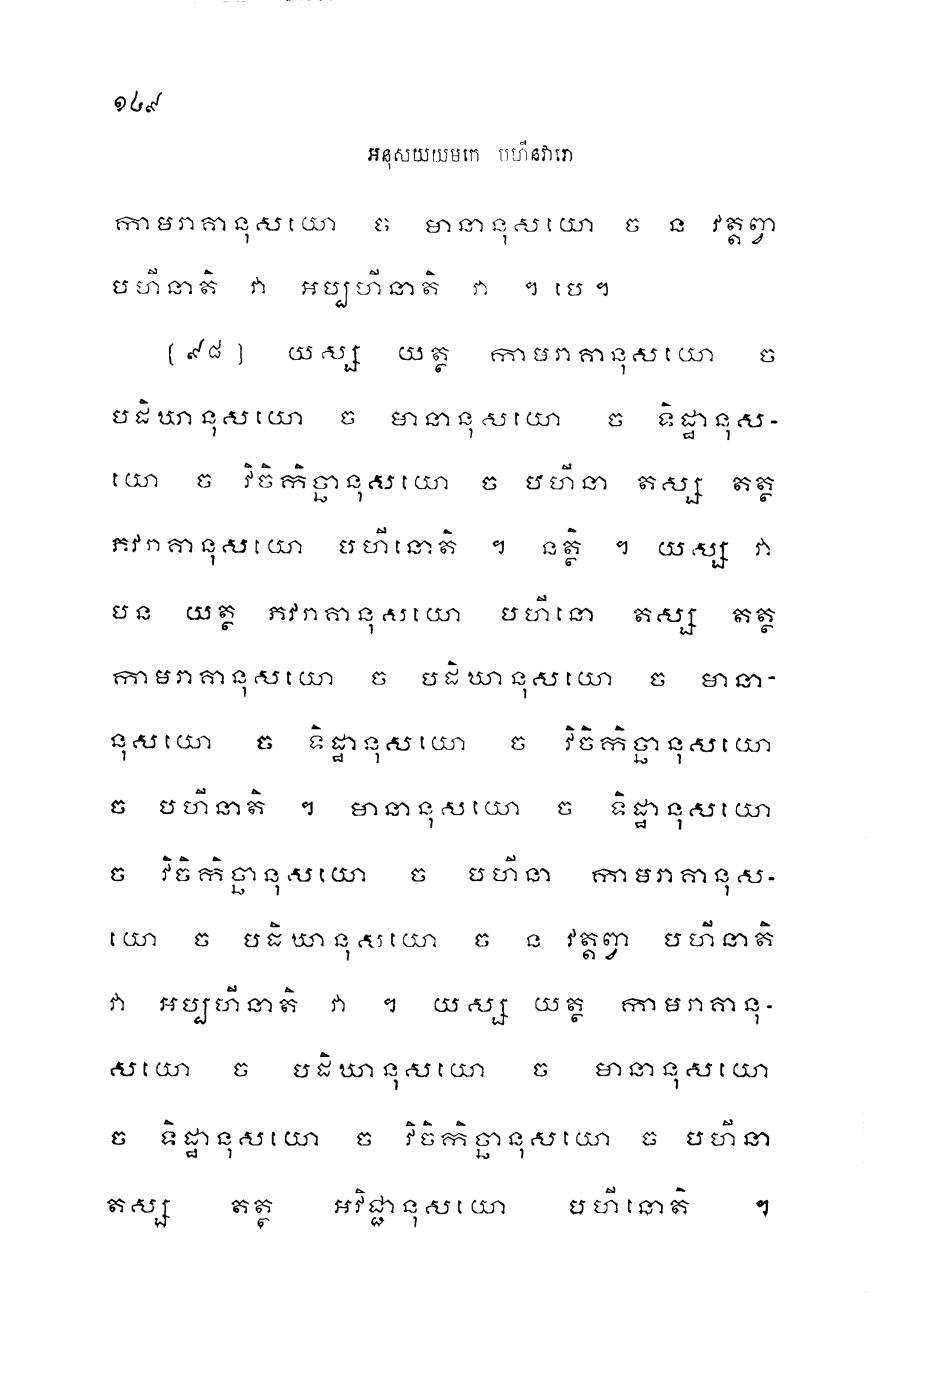 ១៤៩
អនុសយយមកេ បហីនវារោ
កាមរាគានុសយោ ច មានានុសយោ ច ន វត្តព្វា
បហីនាតិ វា អប្បហីនាតិ វា ។ បេ ។
[៩៨] យស្ស យត្ថ កាមរាគានុសយោ ច
បដិឃានុសយោ ច មានានុសយោ ច ទិដ្ឋានុស-
យោ ច វិចិកិច្ឆានុសយោ ច បហីនា តស្ស តត្ថ
ភវរាគានុសយោ បហីនោតិ ។ នត្ថិ ។ យស្ស វា
បន យត្ថ ភវរាគានុសយោ បហីនោ តស្ស តត្ថ
កាមរាគានុសយោ ច បដិឃានុសយោ ច មានា-
នុសយោ ច ទិដ្ឋានុសយោ ច វិចិកិច្ឆានុសយោ
ច បហីនាតិ ។ មានានុសយោ ច ទិដ្ឋានុសយោ
ច វិចិកិច្ឆានុសយោ ច បហីនា កាមរាគានុស-
យោ ច បដិឃានុសយោ ច ន វត្តព្វា បហីនាតិ
វា អប្បហីនាតិ វា ។ យស្ស យត្ថ កាមរាគានុ-
សយោ ច បដិឃានុសយោ ច មានានុសយោ
ច ទិដ្ឋានុសយោ ច វិចិកិច្ឆានុសយោ ច បហីនា
តស្ស តត្ថ អវិជ្ជានុសយោ បហីនោតិ ។